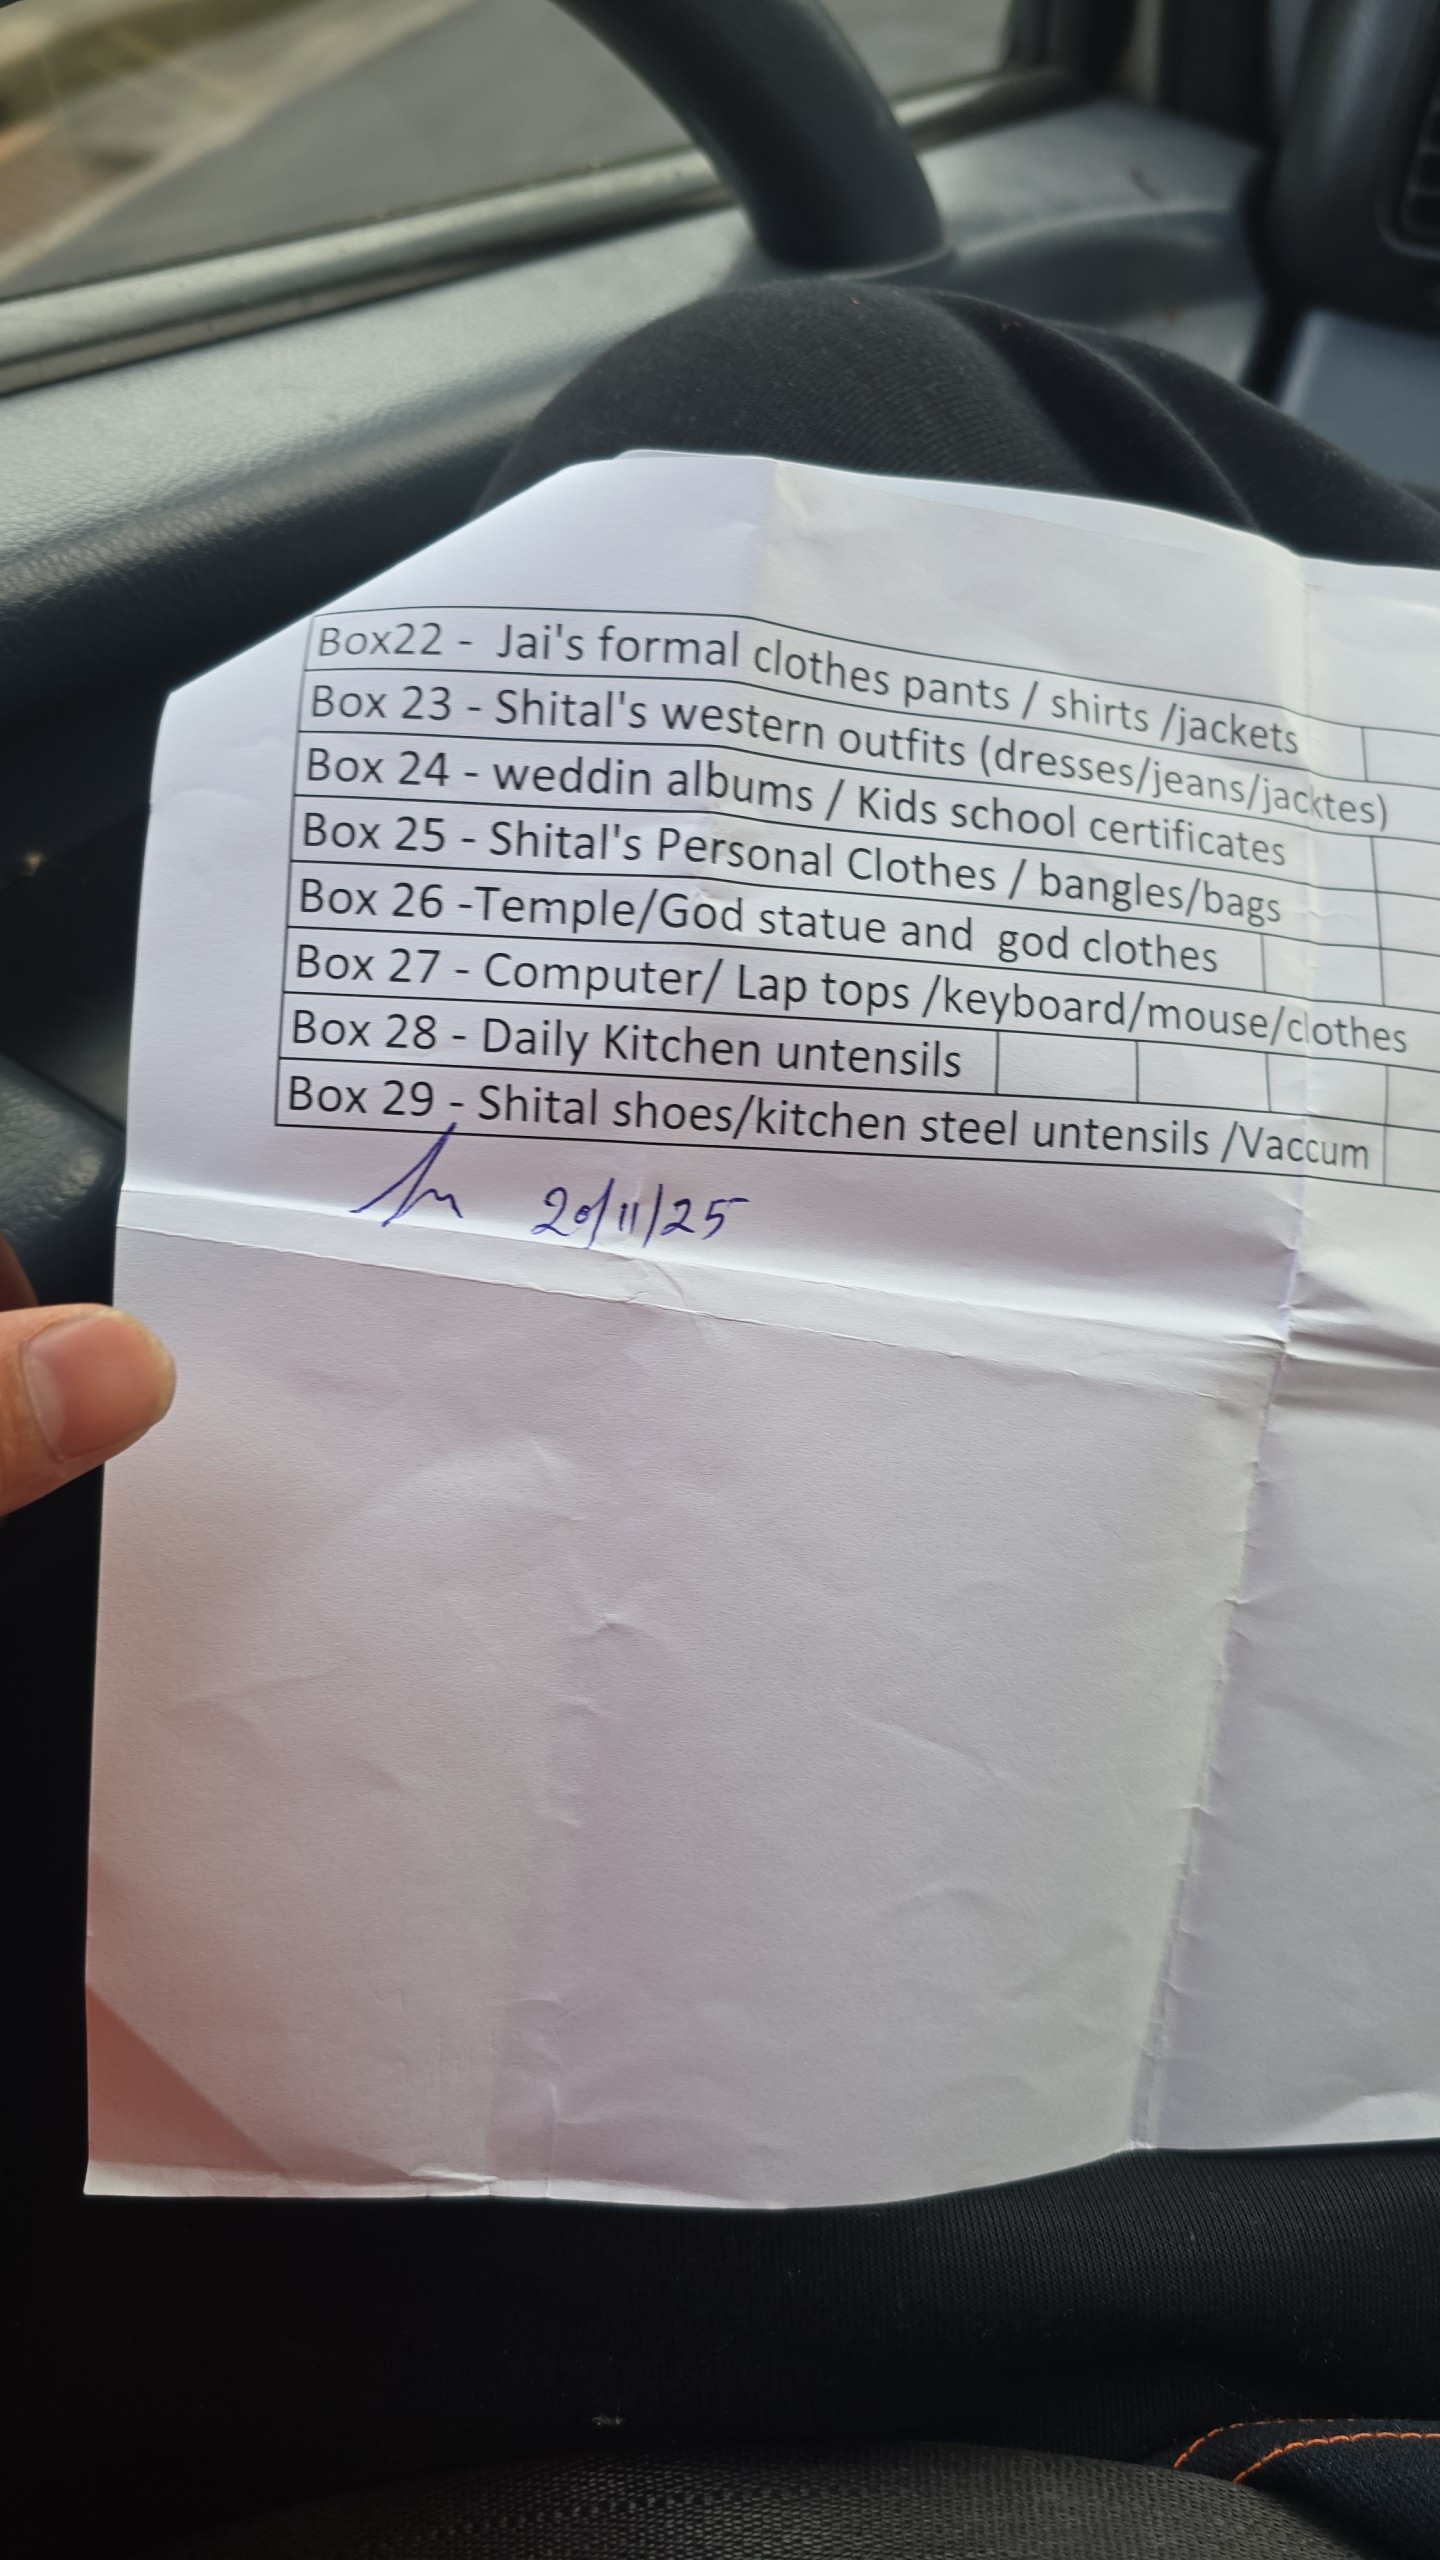 Box22 - Jai's formal clothes pants / shirts /jackets
Box 23 - Shital's western outfits (dresses/jeans/jacktes)
Box 24 - weddin albums / Kids school certificates
Box 25 - Shital's Personal Clothes / bangles/bags
Box 26 -Temple/God statue and god clothes
Box 27 - Computer/ Lap tops /keyboard/mouse/clothes
Box 28 - Daily Kitchen untensils
Box 29 - Shital shoes/kitchen steel untensils /Vaccum
20/11/25